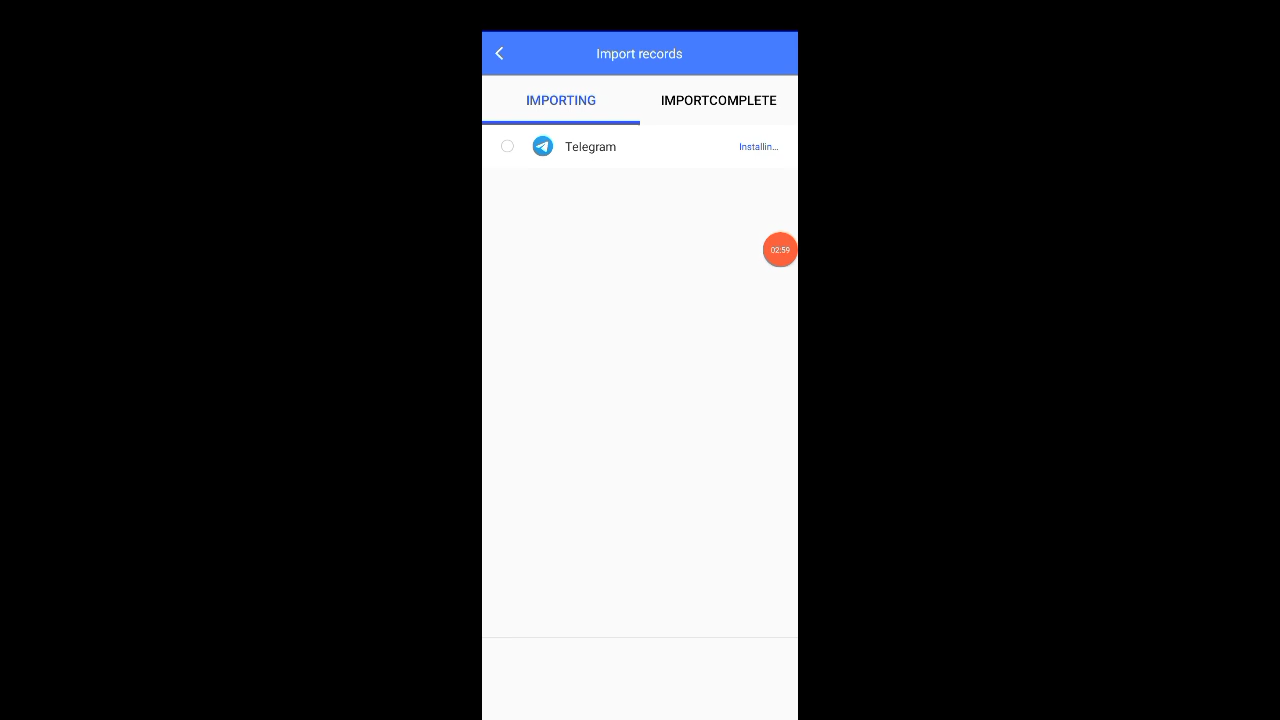 Import records
IMPORTING
IMPORTCOMPLETE
Telegram
Installin...
02:59